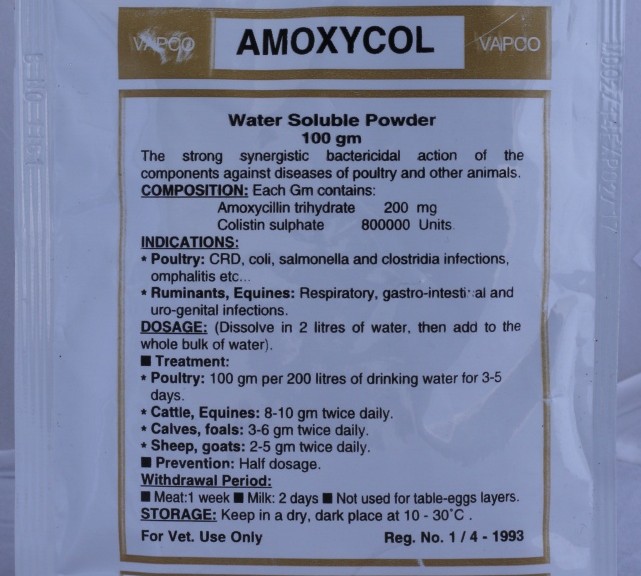 VAPCO AMOXYCOL VAPCO
Water Soluble Powder
100 gm
The strong synergistic bactericidal action of the
components against diseases of poultry and other animals.
COMPOSITION: Each Gm contains:
Amoxycillin trihydrate 200 mg
Colistin sulphate 800000 Units
INDICATIONS:
* Poultry: CRD, coli, salmonella and clostridia infections,
omphalitis etc...
* Ruminants, Equines: Respiratory, gastro-intestinal and
uro-genital infections.
DOSAGE: (Dissolve in 2 litres of water, then add to the
whole bulk of water).
■ Treatment:
* Poultry: 100 gm per 200 litres of drinking water for 3-5
days.
* Cattle, Equines: 8-10 gm twice daily.
* Calves, foals: 3-6 gm twice daily.
* Sheep, goats: 2-5 gm twice daily.
■ Prevention: Half dosage.
Withdrawal Period:
■ Meat:1 week ■ Milk: 2 days ■ Not used for table-eggs layers.
STORAGE: Keep in a dry, dark place at 10 - 30°C .
For Vet. Use Only Reg. No. 1 / 4 - 1993